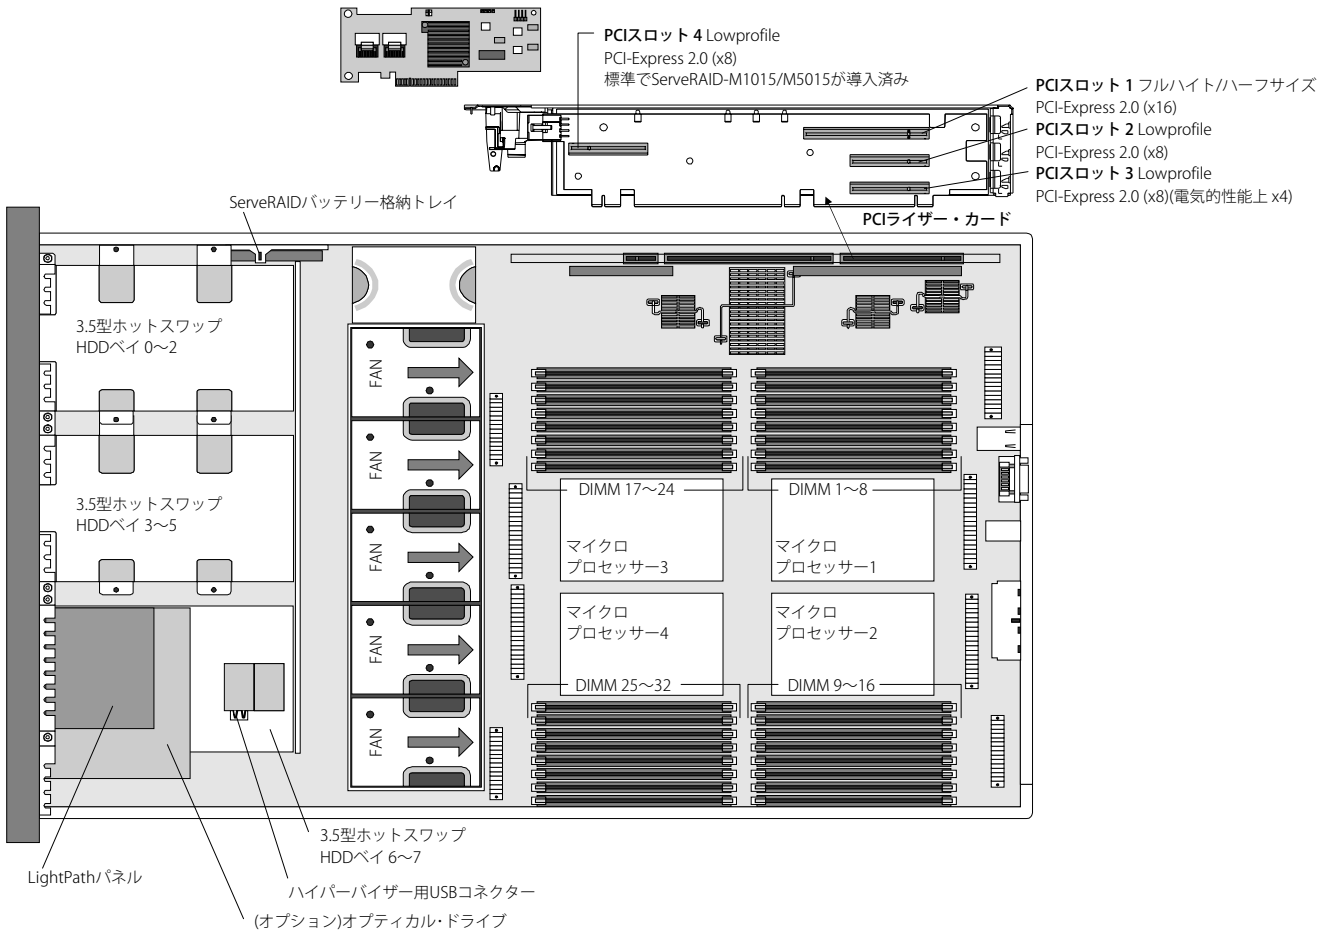 PCIスロット 4 Lowprofile
PCI-Express 2.0 (x8)
標準でServeRAID-M1015/M5015が導入済み
PCIスロット 1 フルハイト/ハーフサイズ
PCI-Express 2.0 (x16)
PCIスロット 2 Lowprofile
PCI-Express 2.0 (x8)
PCIスロット 3 Lowprofile
PCI-Express 2.0 (x8)(電気的性能上 x4)
PCIライザー・カード
ServeRAIDバッテリー格納トレイ
3.5型ホットスワップ
HDDベイ 0〜2
3.5型ホットスワップ
HDDベイ 3〜5
FAN
FAN
FAN
FAN
FAN
DIMM 17〜24
DIMM 1〜8
マイクロ
プロセッサー3
マイクロ
プロセッサー1
マイクロ
プロセッサー4
マイクロ
プロセッサー2
DIMM 25〜32
DIMM 9〜16
3.5型ホットスワップ
HDDベイ 6〜7
LightPathパネル
ハイパーバイザー用USBコネクター
(オプション)オプティカル・ドライブ